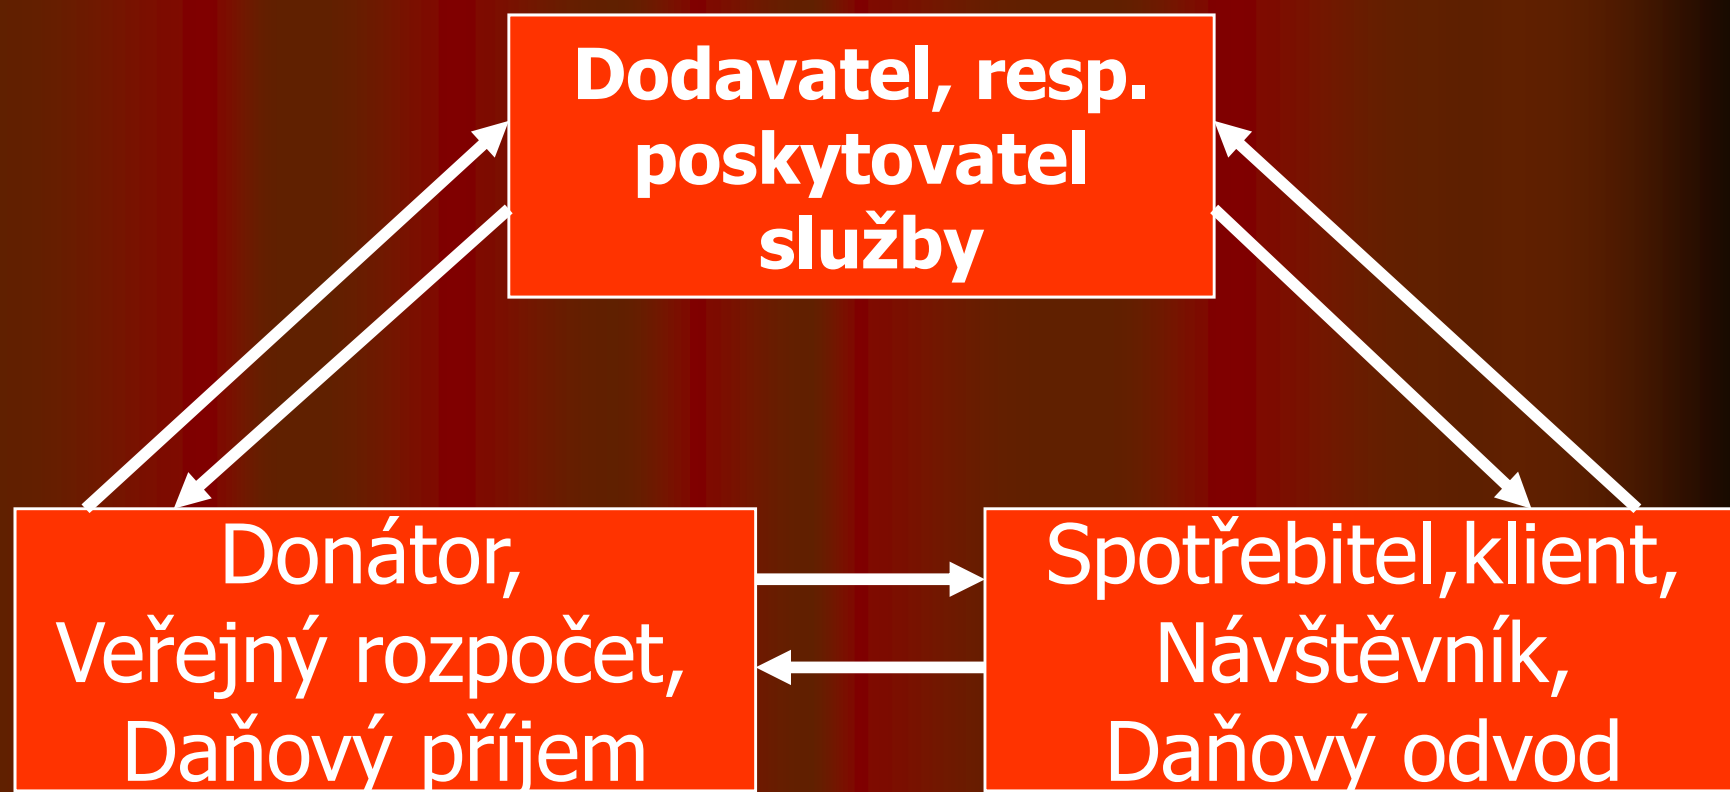 Dodavatel, resp.
poskytovatel
služby
Donátor,
Veřejný rozpočet,
Daňový příjem
Spotřebitel,klient,
Návštěvník,
Daňový odvod